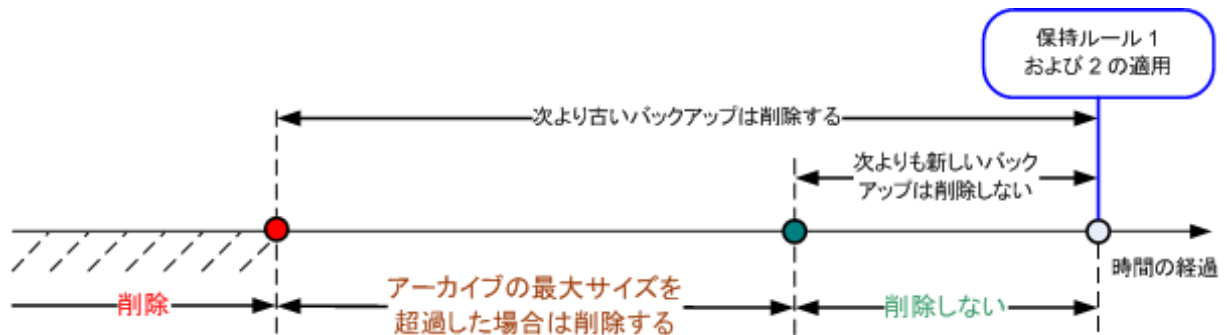 保持ルール 1
および 2 の適用
次より古いバックアップは削除する
次よりも新しいバック
アップは削除しない
時間の経過
削除
アーカイブの最大サイズを
超過した場合は削除する
削除しない